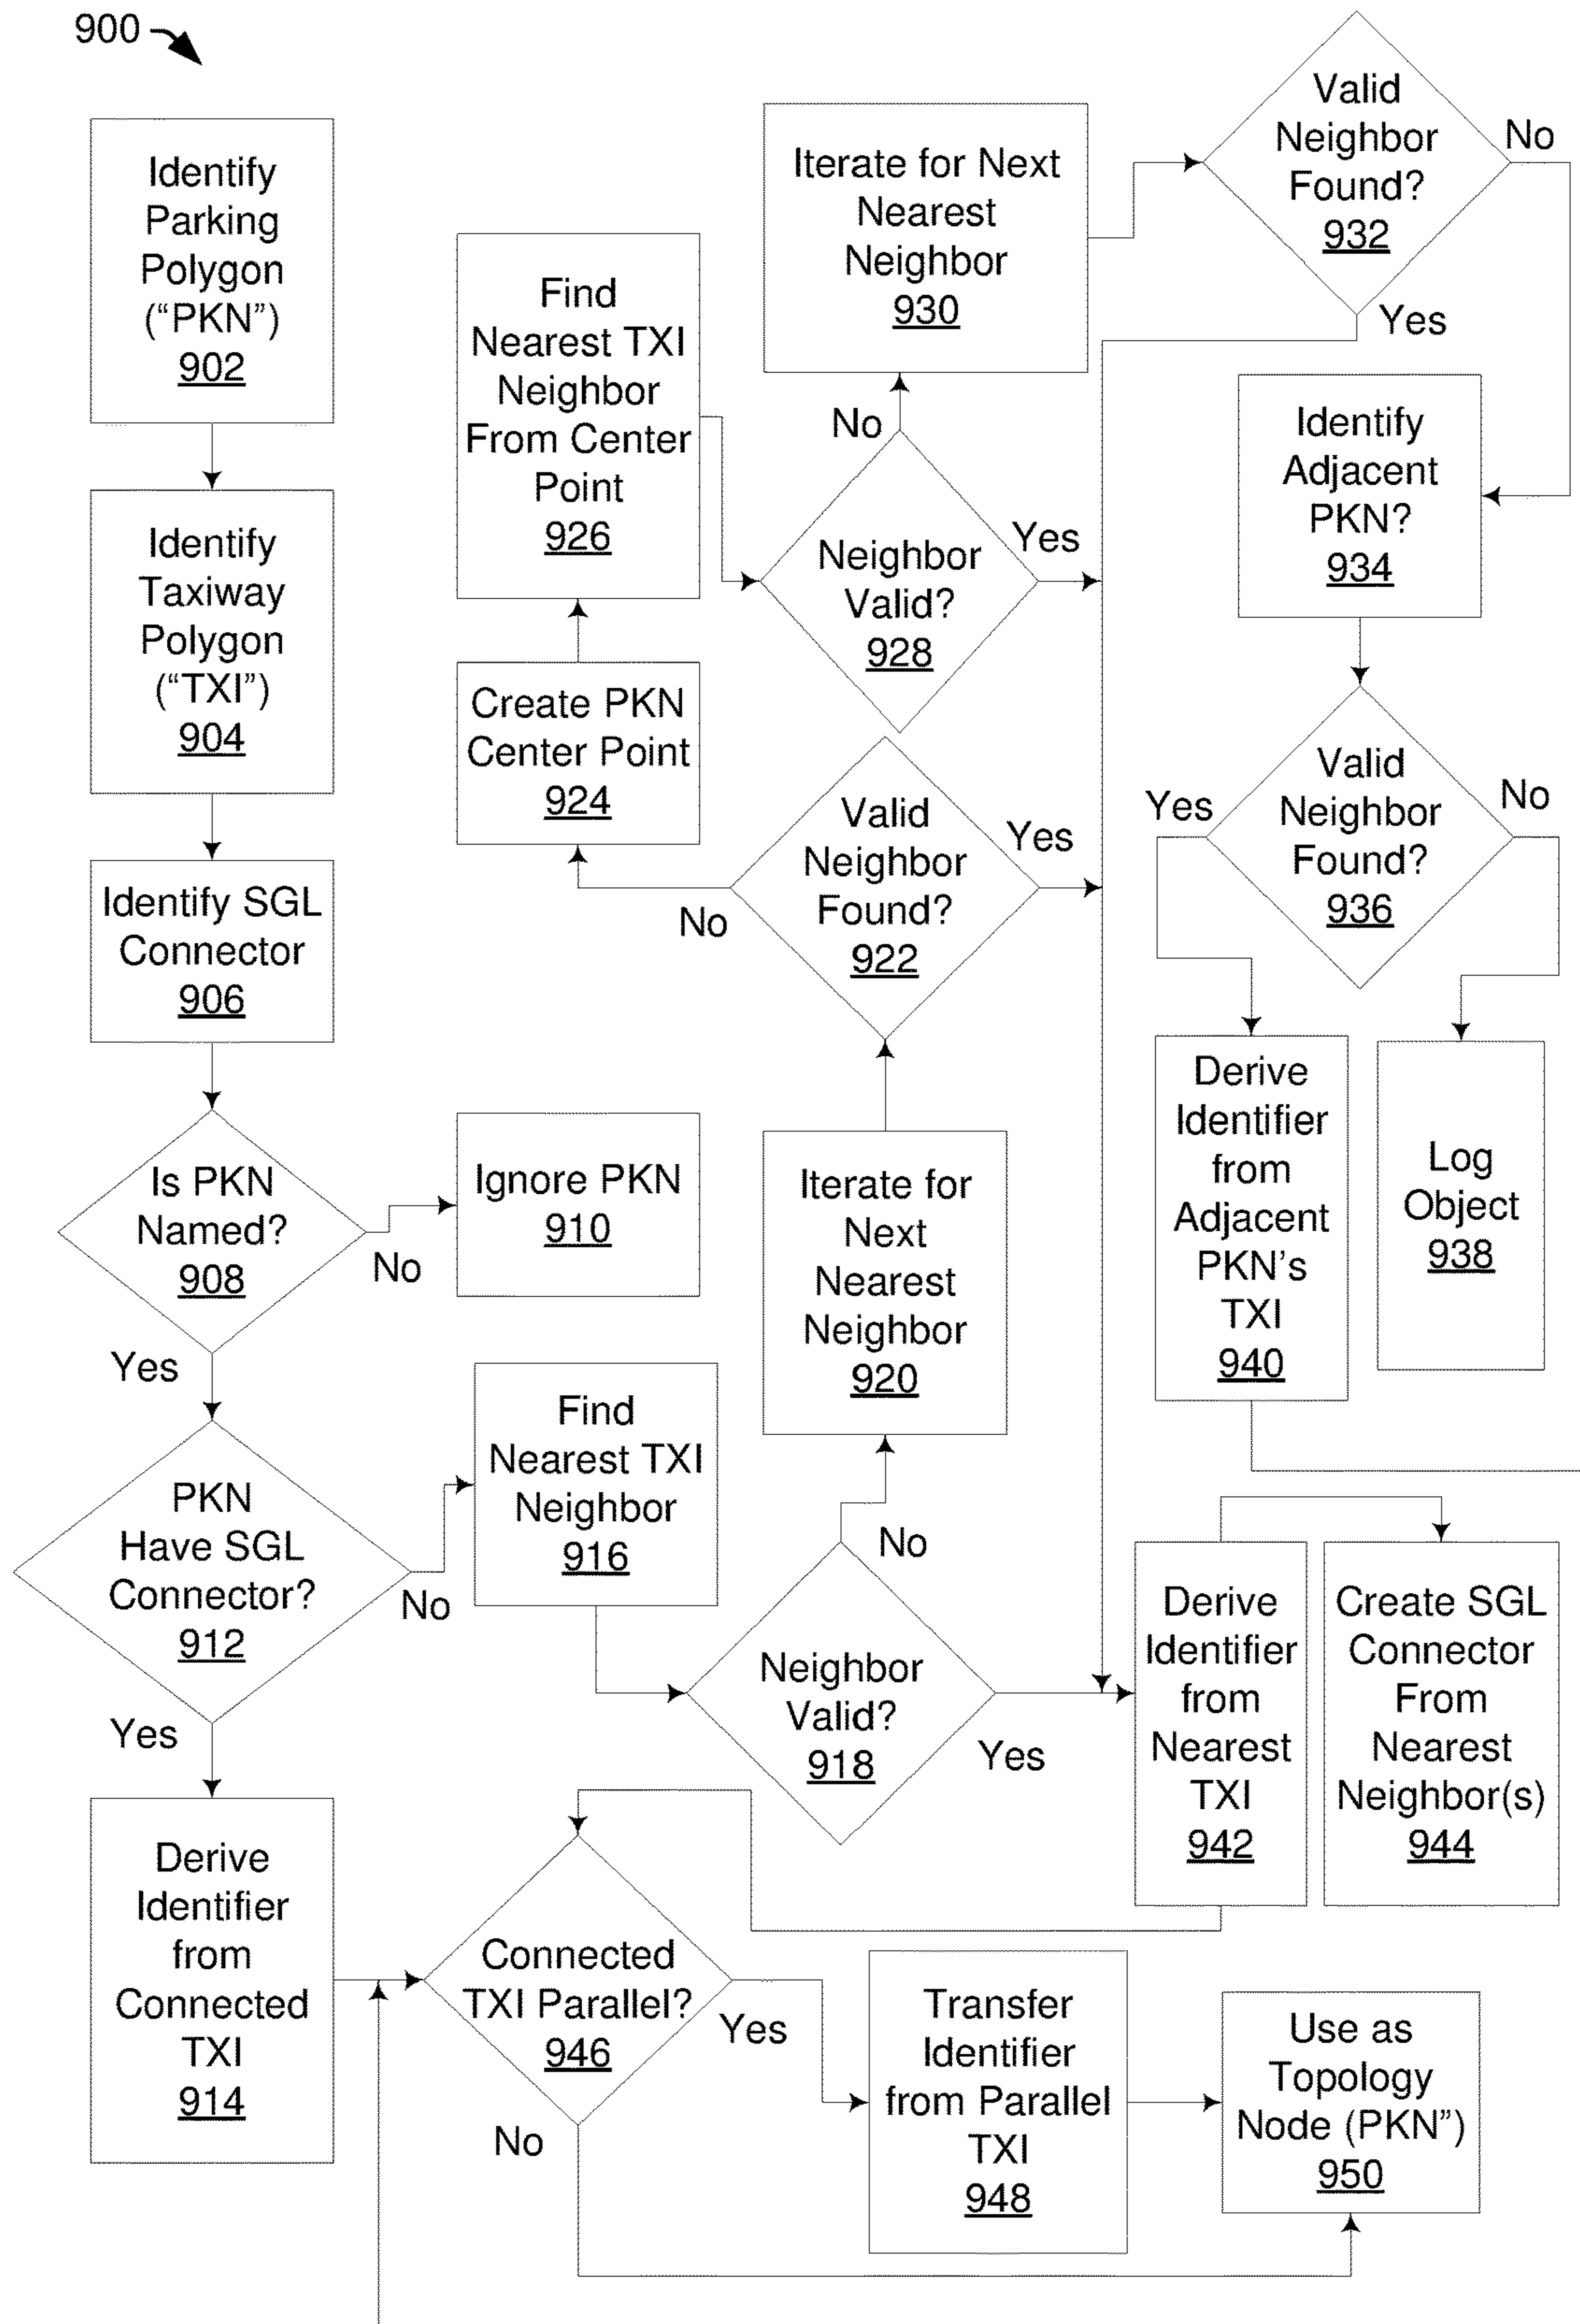 900
Identify
Parking
Polygon
(“PKN”)
902
Identify
Taxiway
Polygon
(“TXI”)
904
Identify SGL
Connector
906
Is PKN
Named?
908
No
Yes
Ignore PKN
910
PKN
Have SGL
Connector?
912
No
Yes
Derive
Identifier
from
Connected
TXI
914
Find
Nearest TXI
Neighbor
916
Neighbor
Valid?
918
No
Yes
Iterate for
Next
Nearest
Neighbor
920
Valid
Neighbor
Found?
922
Yes
No
Create PKN
Center Point
924
Find
Nearest TXI
Neighbor
From Center
Point
926
Neighbor
Valid?
928
No
Yes
Iterate for Next
Nearest
Neighbor
930
Valid
Neighbor
Found?
932
No
Yes
Identify
Adjacent
PKN?
934
Valid
Neighbor
Found?
936
Yes
No
Log
Object
938
Derive
Identifier
from
Adjacent
PKN’s
TXI
940
Derive
Identifier
from
Nearest
TXI
942
Create SGL
Connector
From
Nearest
Neighbor(s)
944
Connected
TXI Parallel?
946
Yes
No
Transfer
Identifier
from Parallel
TXI
948
Use as
Topology
Node (PKN”)
950